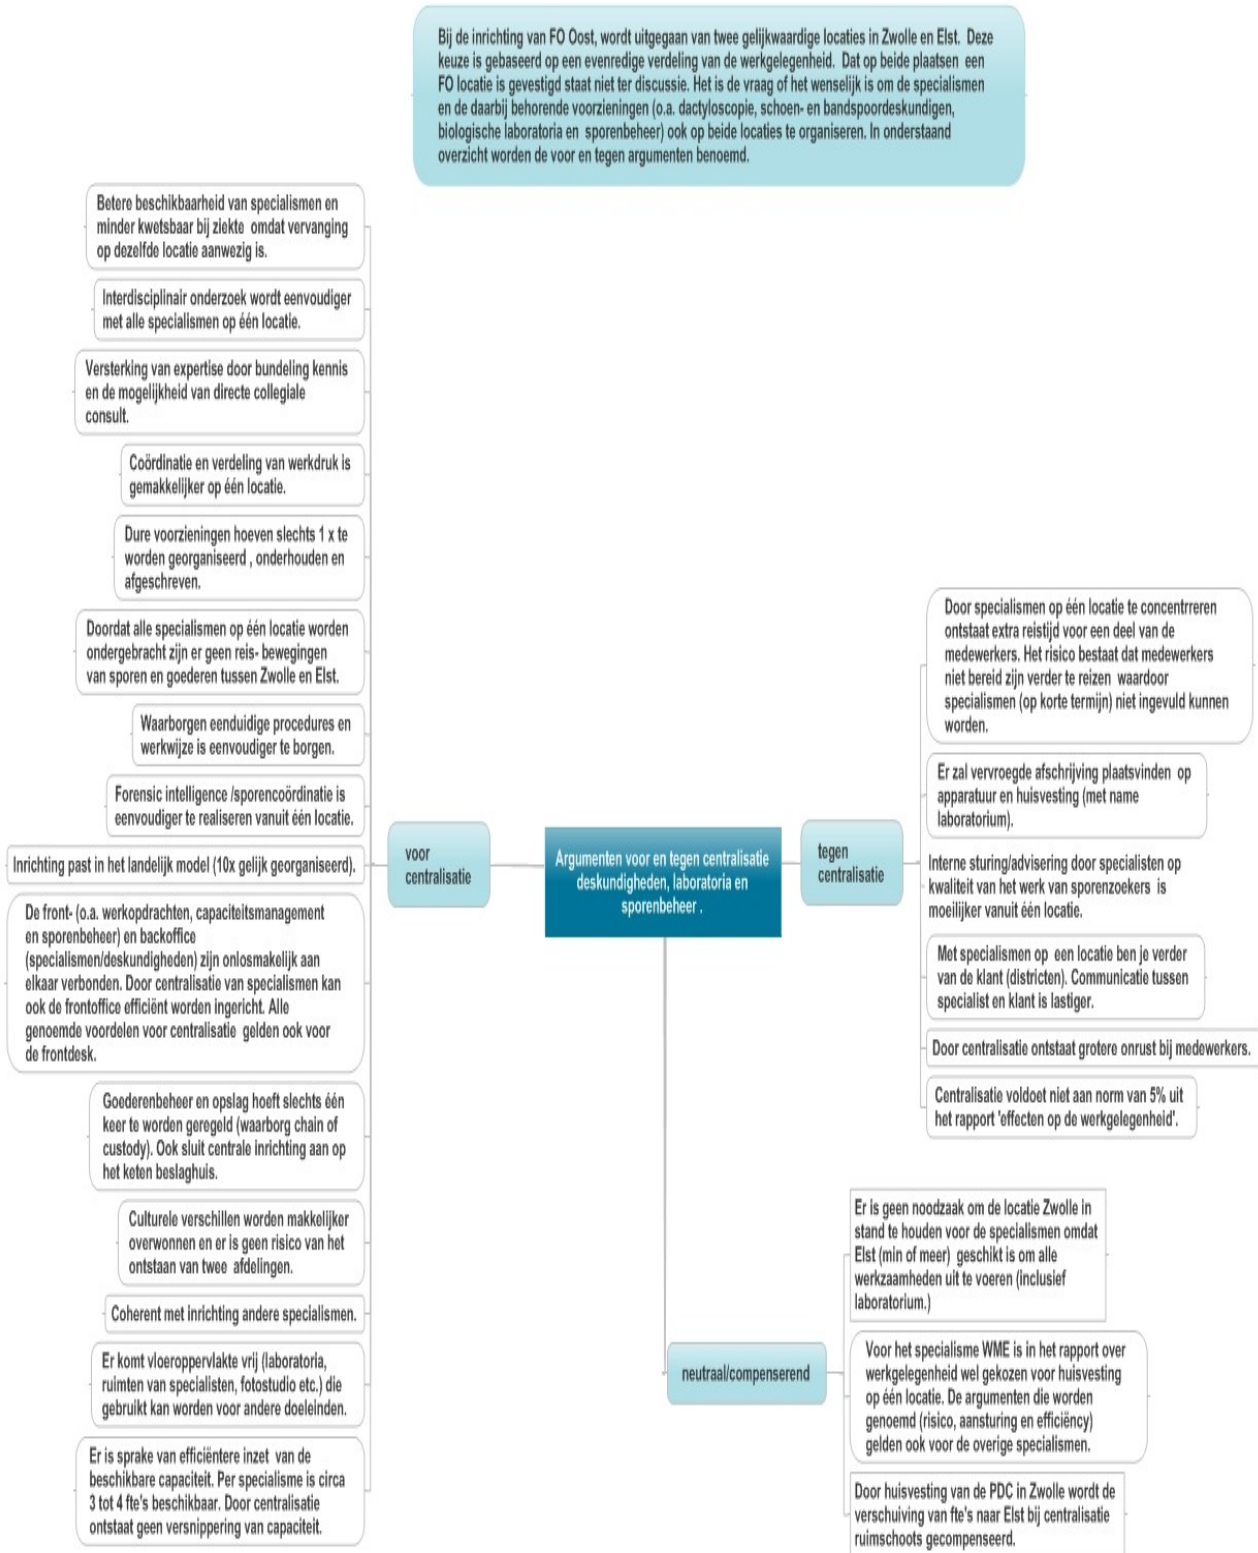 Bij de inrichting van FO Oost, wordt uitgegaan van twee gelijkwaardige locaties in Zwolle en Elst. Deze
keuze is gebaseerd op een evenredige verdeling van de werkgelegenheid. Dat op beide plaatsen een
FO locatie is gevestigd staat niet ter discussie. Het is de vraag of het wenselijk is om de specialismen
en de daarbij behorende voorzieningen (o.a. dactyloscopie, schoen- en bandspoordeskundigen,
biologische laboratoria en sporenbeheer) ook op beide locaties te organiseren. In onderstaand
overzicht worden de voor en tegen argumenten benoemd.
Betere beschikbaarheid van specialismen en
minder kwetsbaar bij ziekte omdat vervanging
op dezelfde locatie aanwezig is.
Interdisciplinair onderzoek wordt eenvoudiger
met alle specialismen op één locatie.
Versterking van expertise door bundeling kennis
en de mogelijkheid van directe collegiale
consult.
Coördinatie en verdeling van werkdruk is
gemakkelijker op één locatie.
Dure voorzieningen hoeven slechts 1 x te
worden georganiseerd , onderhouden en
afgeschreven.
Doordat alle specialismen op één locatie worden
ondergebracht zijn er geen reis- bewegingen
van sporen en goederen tussen Zwolle en Elst.
Waarborgen eenduidige procedures en
werkwijze is eenvoudiger te borgen.
Forensic intelligence /sporencoördinatie is
eenvoudiger te realiseren vanuit één locatie.
Inrichting past in het landelijk model (10x gelijk georganiseerd).
De front- (o.a. werkopdrachten, capaciteitsmanagement
en sporenbeheer) en backoffice
(specialismen/deskundigheden) zijn onlosmakelijk aan
elkaar verbonden. Door centralisatie van specialismen kan
ook de frontoffice efficiënt worden ingericht. Alle
genoemde voordelen voor centralisatie gelden ook voor
de frontdesk.
Goederenbeheer en opslag hoeft slechts één
keer te worden geregeld (waarborg chain of
custody). Ook sluit centrale inrichting aan op
het keten beslaghuis.
Culturele verschillen worden makkelijker
overwonnen en er is geen risico van het
ontstaan van twee afdelingen.
Coherent met inrichting andere specialismen.
Er komt vloeroppervlakte vrij (laboratoria,
ruimten van specialisten, fotostudio etc.) die
gebruikt kan worden voor andere doeleinden.
Er is sprake van efficiëntere inzet van de
beschikbare capaciteit. Per specialisme is circa
3 tot 4 fte's beschikbaar. Door centralisatie
ontstaat geen versnippering van capaciteit.
voor
centralisatie
Argumenten voor en tegen centralisatie
deskundigheden, laboratoria en
sporenbeheer .
tegen
centralisatie
Door specialismen op één locatie te concentrreren
ontstaat extra reistijd voor een deel van de
medewerkers. Het risico bestaat dat medewerkers
niet bereid zijn verder te reizen waardoor
specialismen (op korte termijn) niet ingevuld kunnen
worden.
Er zal vervroegde afschrijving plaatsvinden op
apparatuur en huisvesting (met name
laboratorium).
Interne sturing/advisering door specialisten op
kwaliteit van het werk van sporenzoekers is
moeilijker vanuit één locatie.
Met specialismen op een locatie ben je verder
van de klant (districten). Communicatie tussen
specialist en klant is lastiger.
Door centralisatie ontstaat grotere onrust bij medewerkers.
Centralisatie voldoet niet aan norm van 5% uit
het rapport 'effecten op de werkgelegenheid'.
neutraal/compenserend
Er is geen noodzaak om de locatie Zwolle in
stand te houden voor de specialismen omdat
Elst (min of meer) geschikt is om alle
werkzaamheden uit te voeren (inclusief
laboratorium.)
Voor het specialisme WME is in het rapport over
werkgelegenheid wel gekozen voor huisvesting
op één locatie. De argumenten die worden
genoemd (risico, aansturing en efficiëncy)
gelden ook voor de overige specialismen.
Door huisvesting van de PDC in Zwolle wordt de
verschuiving van fte's naar Elst bij centralisatie
ruimschoots gecompenseerd.